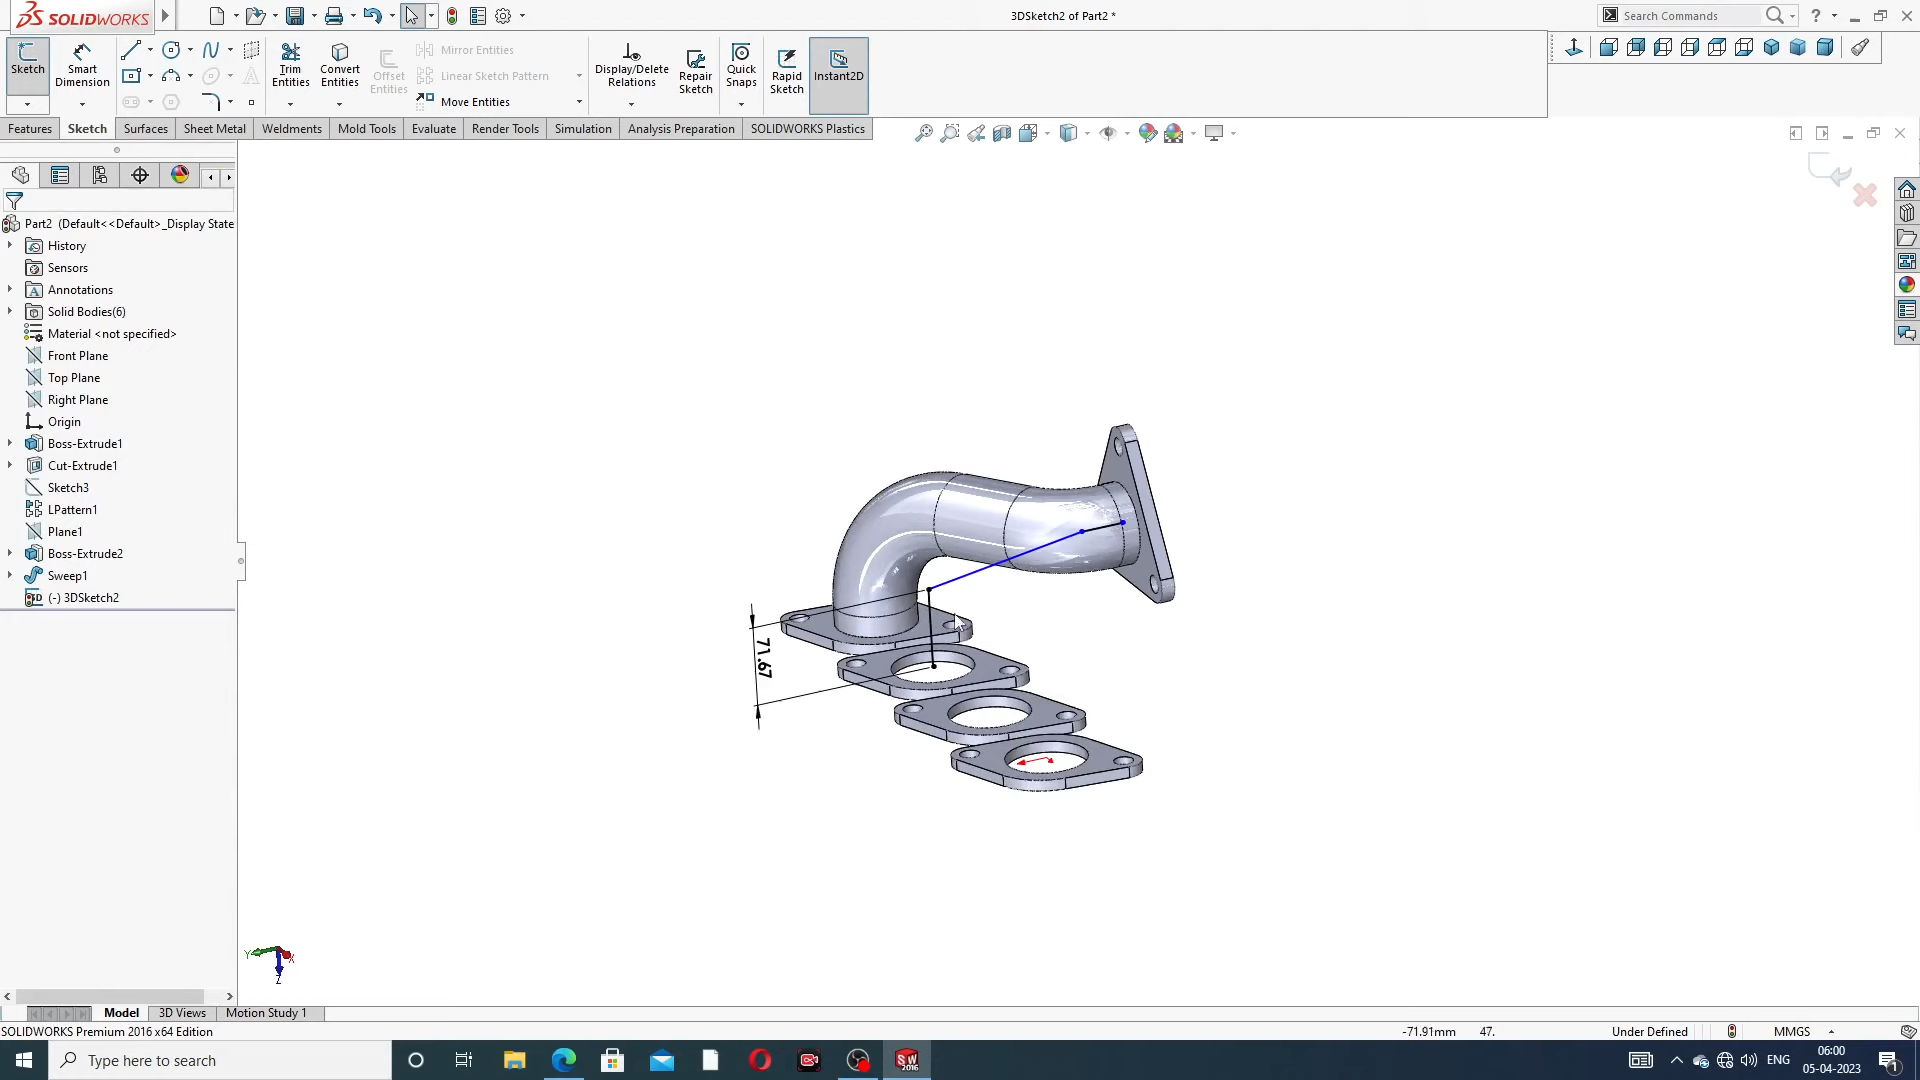 SOLIDWORKS
3DSketch2 of Part2 *
Search Commands
?
Sketch
Smart Dimension
Trim Entities
Convert Entities
Offset Entities
Mirror Entities
Linear Sketch Pattern
Move Entities
Display/Delete Relations
Repair Sketch
Quick Snaps
Rapid Sketch
Instant2D
Features
Sketch
Surfaces
Sheet Metal
Weldments
Mold Tools
Evaluate
Render Tools
Simulation
Analysis Preparation
SOLIDWORKS Plastics
Part2 (Default<<Default>_Display State
History
Sensors
Annotations
Solid Bodies(6)
Material <not specified>
Front Plane
Top Plane
Right Plane
Origin
Boss-Extrude1
Cut-Extrude1
Sketch3
LPattern1
Plane1
Boss-Extrude2
Sweep1
(-) 3DSketch2
71.67
Y
X
Z
Model
3D Views
Motion Study 1
SOLIDWORKS Premium 2016 x64 Edition
-71.91mm
47.
Under Defined
MMGS
Type here to search
SW
2016
ENG
06:00
05-04-2023
1